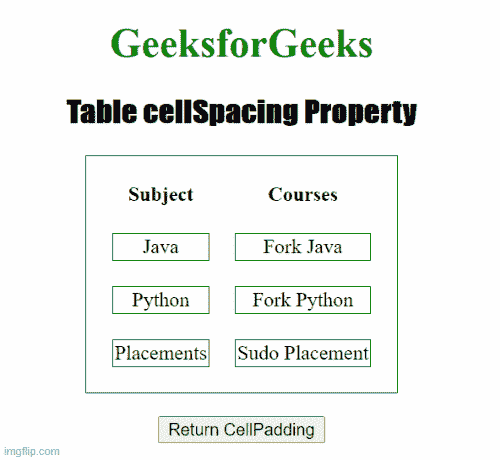 GeeksforGeeks
Table cellSpacing Property
Subject Courses
Java Fork Java
Python Fork Python
Placements Sudo Placement
Return CellPadding
imgflip.com